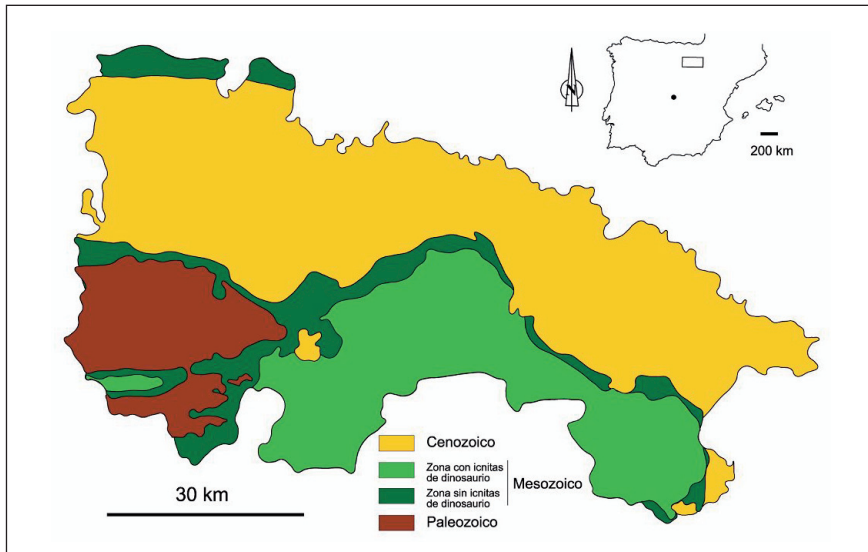 N
200 km
Cenozoico
Zona con icnitas
de dinosaurio
Mesozoico
Zona sin icnitas
de dinosaurio
Paleozoico
30 km